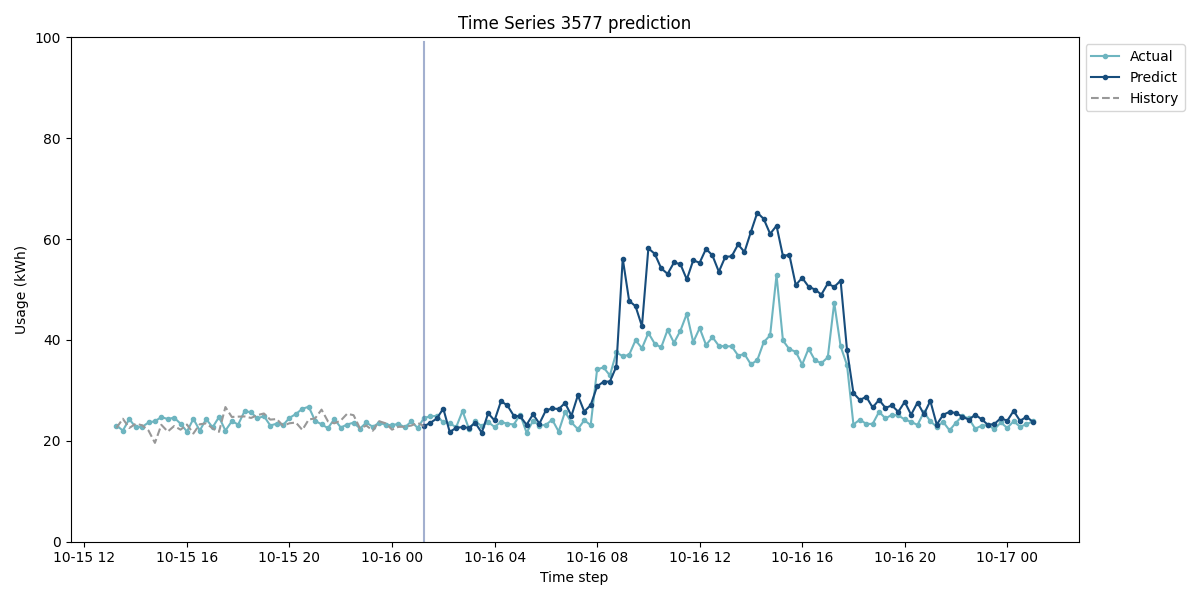 Time Series 3577 prediction
100
80
60
40
20
0
Usage (kWh)
10-15 12
10-15 16
10-15 20
10-16 00
10-16 04
10-16 08
10-16 12
10-16 16
10-16 20
10-17 00
Time step
Actual
Predict
History